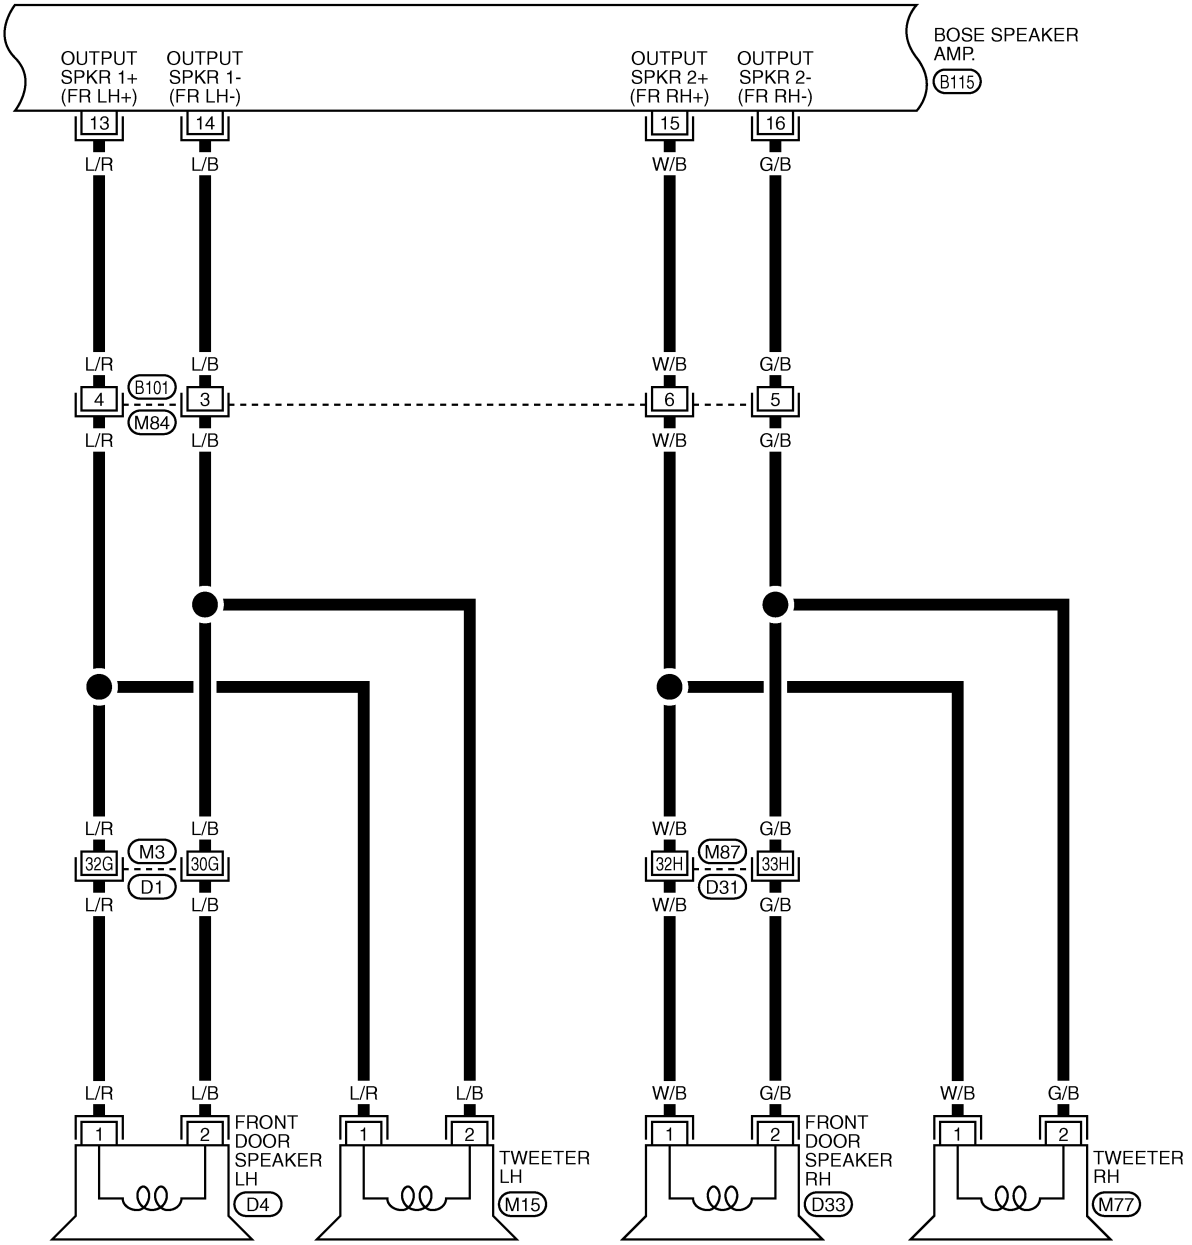 BOSE SPEAKER
AMP.
B115
OUTPUT
SPKR 1+
(FR LH+)
OUTPUT
SPKR 1-
(FR LH-)
OUTPUT
SPKR 2+
(FR RH+)
OUTPUT
SPKR 2-
(FR RH-)
13 14 15 16
L/R L/B W/B G/B
L/R L/B W/B G/B
4 B101 3 6 5
M84
L/R L/B W/B G/B
L/R L/B W/B G/B
32G M3 30G 32H M87 33H
D1 D31
L/R L/B W/B G/B
L/R L/B L/R L/B W/B G/B W/B G/B
1 2 1 2 1 2 1 2
FRONT
DOOR
SPEAKER
LH
D4
TWEETER
LH
M15
FRONT
DOOR
SPEAKER
RH
D33
TWEETER
RH
M77